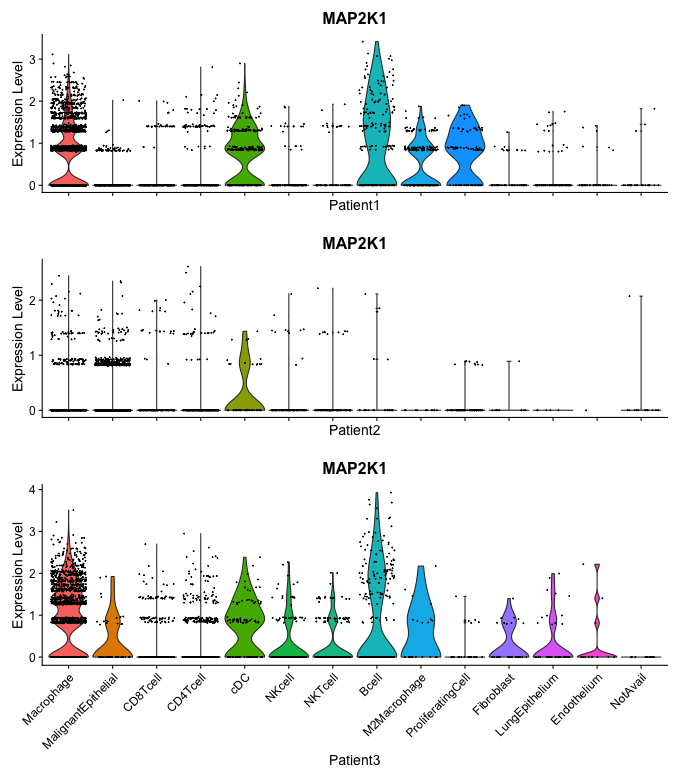 MAP2K1
Expression Level
3
2
1
0
Patient1
MAP2K1
Expression Level
2
1
0
Patient2
MAP2K1
Expression Level
4
3
2
1
0
Macrophage
MalignantEpithelial
CD8Tcell
CD4Tcell
cDC
NKcell
NKTcell
Bcell
M2Macrophage
ProliferatingCell
Fibroblast
LungEpithelium
Endothelium
NotAvail
Patient3